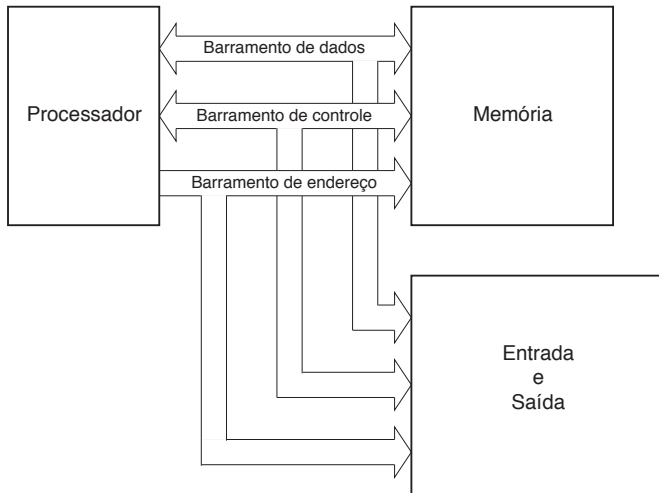 Barramento de dados
Processador
Barramento de controle
Memória
Barramento de endereço
Entrada
e
Saída